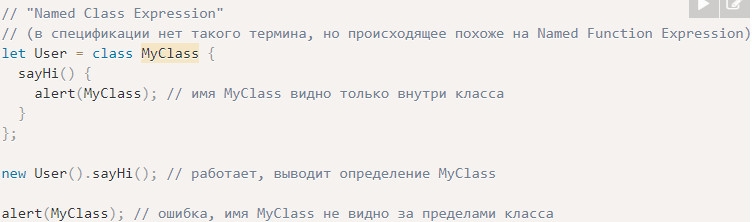 // "Named Class Expression"
// (в спецификации нет такого термина, но происходящее похоже на Named Function Expression)
let User = class MyClass {
  sayHi() {
    alert(MyClass); // имя MyClass видно только внутри класса
  }
};

new User().sayHi(); // работает, выводит определение MyClass

alert(MyClass); // ошибка, имя MyClass не видно за пределами класса